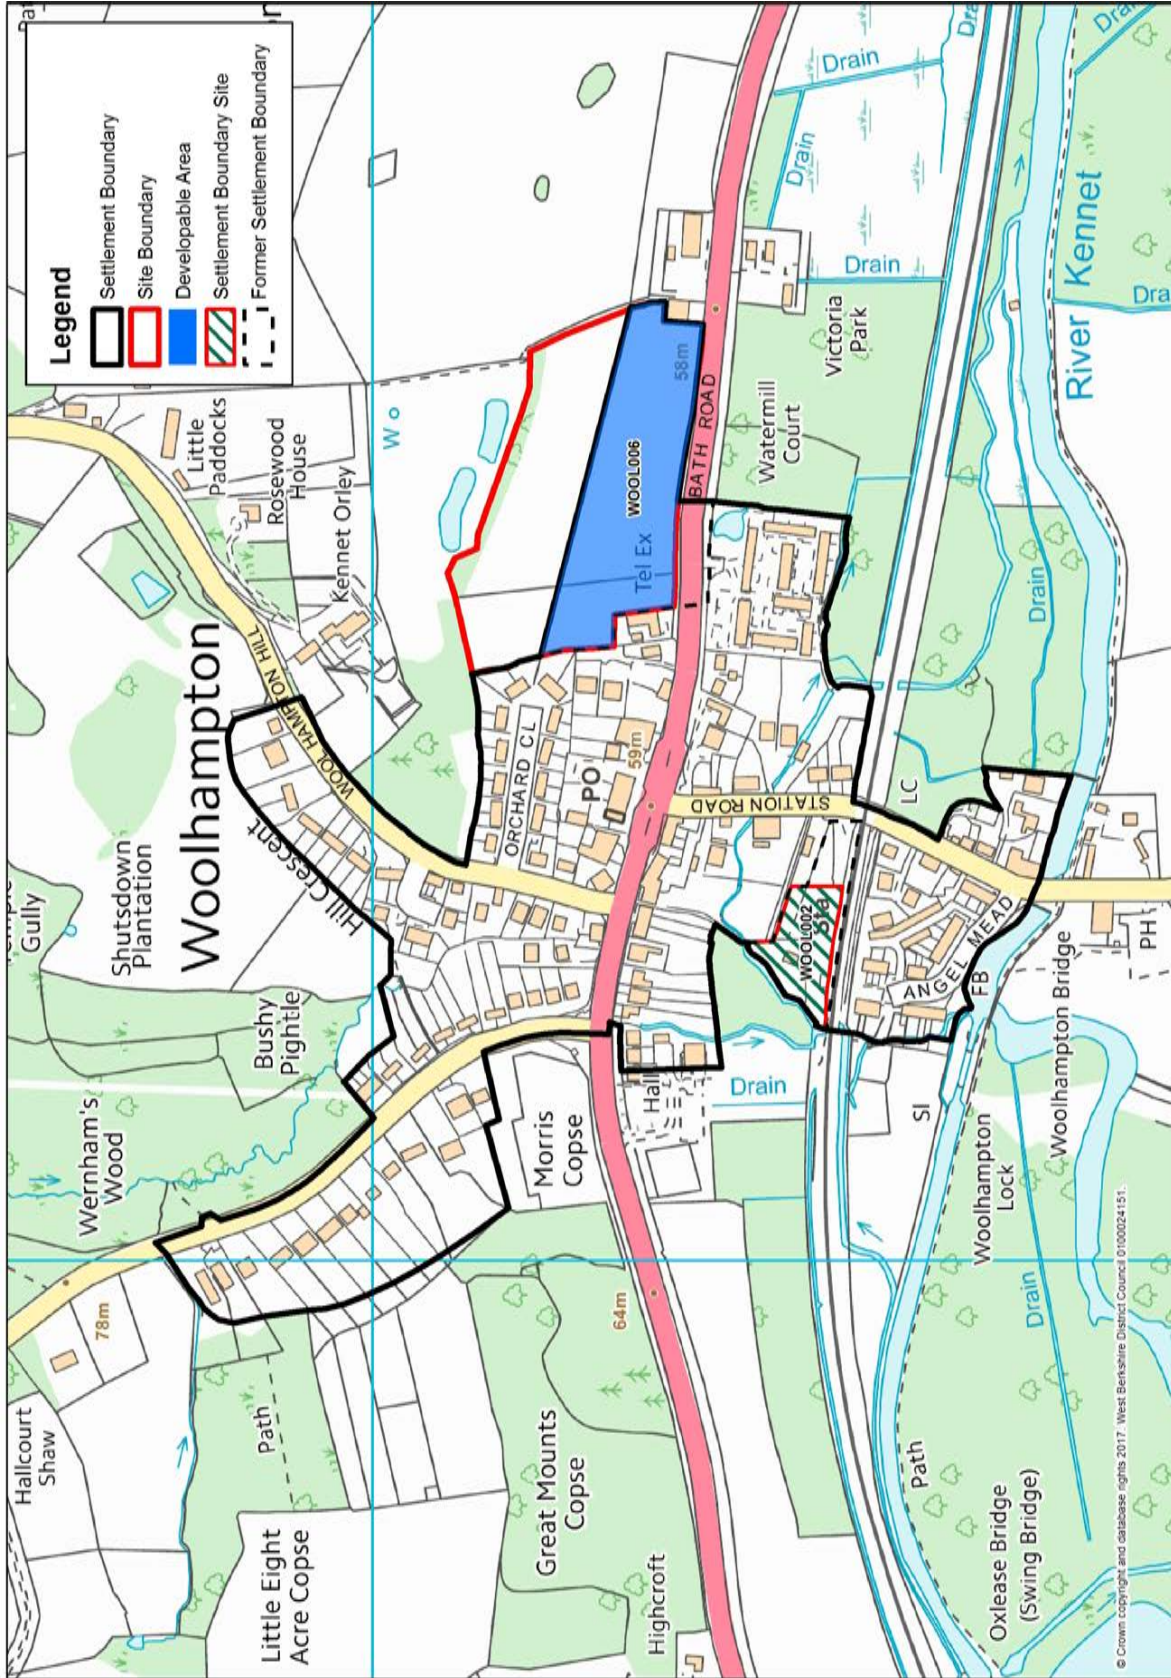 Legend
Settlement Boundary
Site Boundary
Developable Area
Settlement Boundary Site
Former Settlement Boundary
Hallcourt
Shaw
78m
Wernham's
Wood
Gully
Shutsdown
Plantation
Bushy
Pightle
Woolhampton
WOOLHAMPTON HILL
Hill Crescent
Little
Paddocks
Rosewood
House
Kennet Orley
W
Path
Little Eight
Acre Copse
Great Mounts
Copse
Highcroft
64m
Morris
Copse
Hall
Drain
ORCHARD CL
PO
59m
Tel Ex
WOOL006
58m
BATH ROAD
Watermill
Court
Victoria
Park
Drain
Drain
Drain
Dra
Dra
STATION ROAD
WOOL002
Sta
LC
ANGEL MEAD
FB
SI
Woolhampton
Lock
Woolhampton Bridge
PH
Drain
River Kennet
Dra
Path
Drain
Oxlease Bridge
(Swing Bridge)
© Crown copyright and database rights 2017. West Berkshire District Council 0100024151.